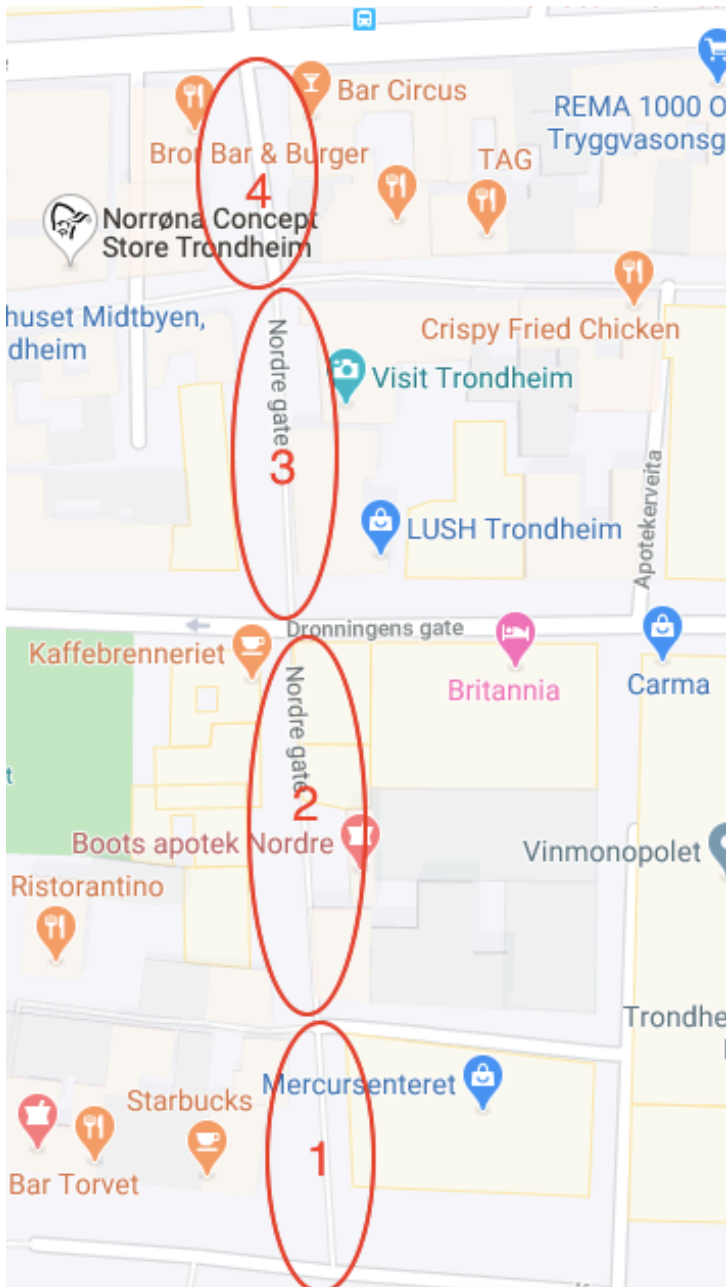 Bar Circus
REMA 1000 O
Tryggvasonsg
Bror Bar & Burger
TAG
4
Norrøna Concept
Store Trondheim
huset Midtbyen,
dheim
Crispy Fried Chicken
Nordre gate
Visit Trondheim
3
Apotekerveita
LUSH Trondheim
Dronningens gate
Kaffebrenneriet
Britannia
Carma
Nordre gate
t
2
Boots apotek Nordre
Vinmonopolet
Ristorantino
Trondhe
Mercursenteret
Starbucks
1
Bar Torvet